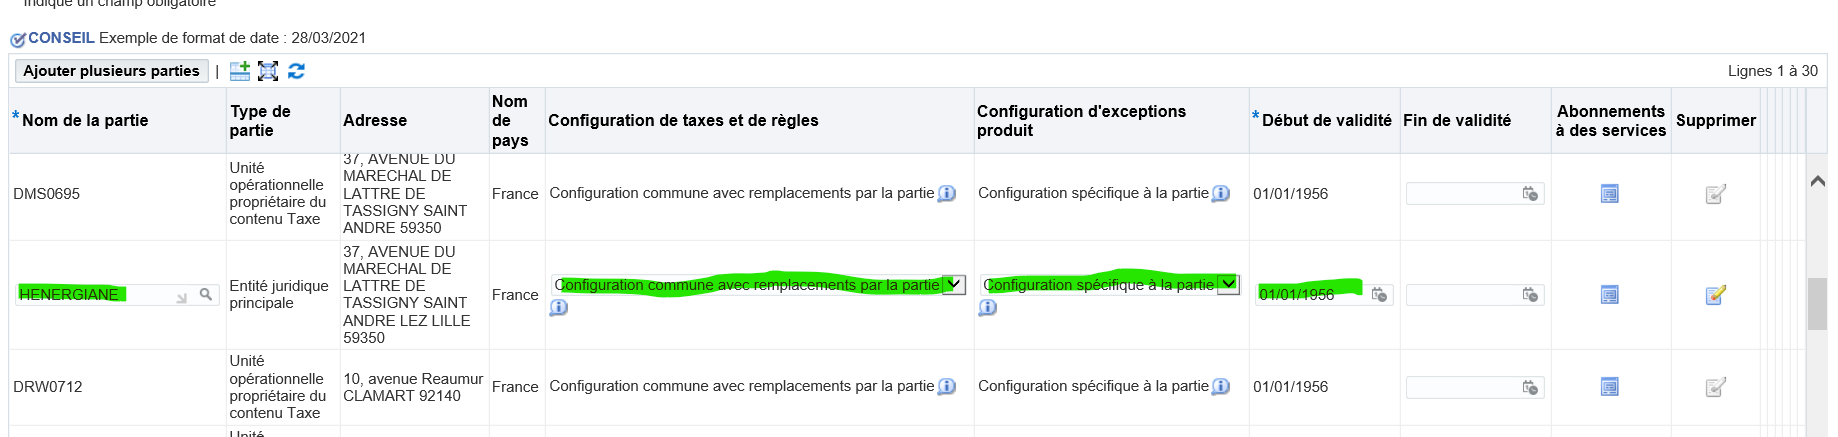 Indique un champ obligatoire
CONSEIL Exemple de format de date : 28/03/2021
Ajouter plusieurs parties | Lignes 1 à 30
* Nom de la partie
Type de
partie
Adresse
Nom
de
pays
Configuration de taxes et de règles
Configuration d'exceptions
produit
* Début de validité
Fin de validité
Abonnements
à des services
Supprimer
DMS0695
Unité
opérationnelle
propriétaire du
contenu Taxe
37, AVENUE DU
MARECHAL DE
LATTRE DE
TASSIGNY SAINT
ANDRE 59350
France
Configuration commune avec remplacements par la partie
Configuration spécifique à la partie
01/01/1956
HENERGIANE
Entité juridique
principale
37, AVENUE DU
MARECHAL DE
LATTRE DE
TASSIGNY SAINT
ANDRE LEZ LILLE
59350
France
Configuration commune avec remplacements par la partie
Configuration spécifique à la partie
01/01/1956
DRW0712
Unité
opérationnelle
propriétaire du
contenu Taxe
10, avenue Reaumur
CLAMART 92140
France
Configuration commune avec remplacements par la partie
Configuration spécifique à la partie
01/01/1956
Unité